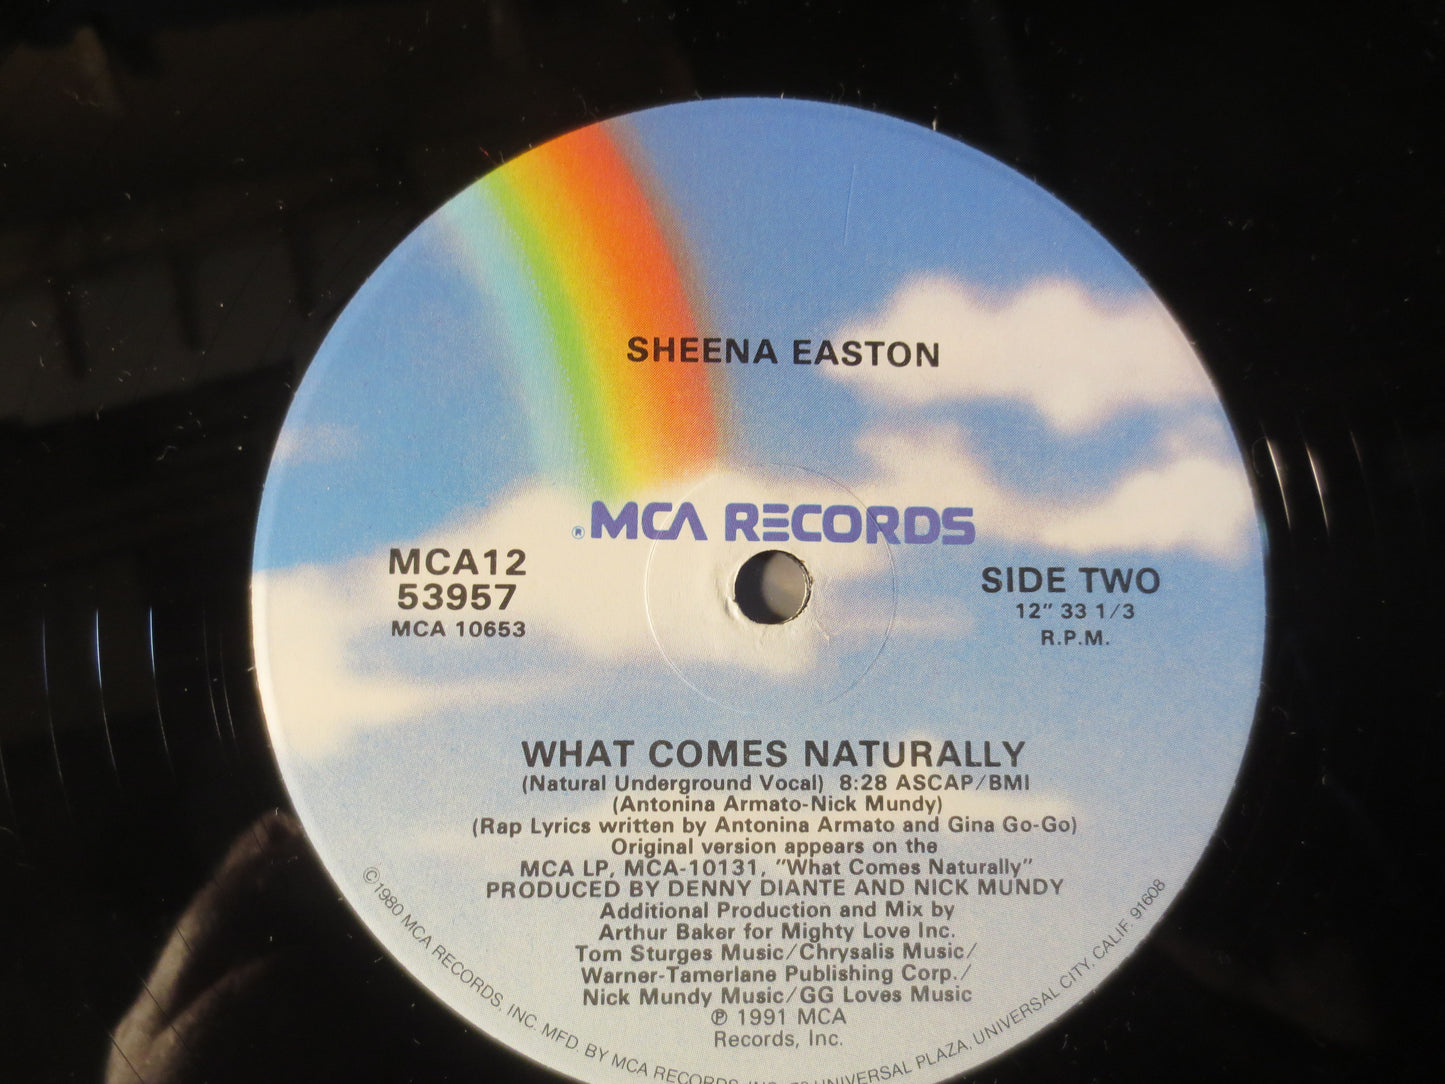 SHEENA EASTON
® MCA RECORDS
MCA12
53957
MCA 10653
SIDE TWO
12" 33 1/3
R.P.M.
WHAT COMES NATURALLY
(Natural Underground Vocal) 8:28 ASCAP/BMI
(Antonina Armato-Nick Mundy)
(Rap Lyrics written by Antonina Armato and Gina Go-Go)
Original version appears on the
MCA LP, MCA-10131, "What Comes Naturally"
PRODUCED BY DENNY DIANTE AND NICK MUNDY
Additional Production and Mix by
Arthur Baker for Mighty Love Inc.
Tom Sturges Music/Chrysalis Music/
Warner-Tamerlane Publishing Corp./
Nick Mundy Music/GG Loves Music
℗ 1991 MCA
Records, Inc.
©1980 MCA RECORDS, INC. MFD. BY MCA RECORDS, INC., UNIVERSAL PLAZA, UNIVERSAL CITY, CALIF. 91608